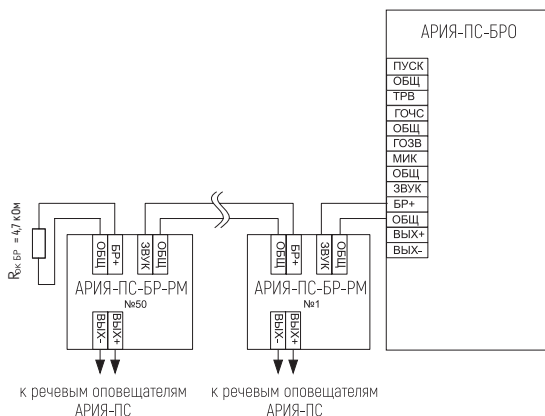 АРИЯ-ПС-БРО
ПУСК
ОБЩ
ТРВ
ГОЧС
ОБЩ
ГОЗВ
МИК
ОБЩ
ЗВУК
БР+
ОБЩ
ВЫХ+
ВЫХ-
Rок БР = 4,7 кОм
ОБЩ
БР+
ЗВУК
ОБЩ
АРИЯ-ПС-БР-РМ
№50
ВЫХ-
ВЫХ+
ОБЩ
БР+
ЗВУК
ОБЩ
АРИЯ-ПС-БР-РМ
№1
ВЫХ-
ВЫХ+
к речевым оповещателям
АРИЯ-ПС
к речевым оповещателям
АРИЯ-ПС